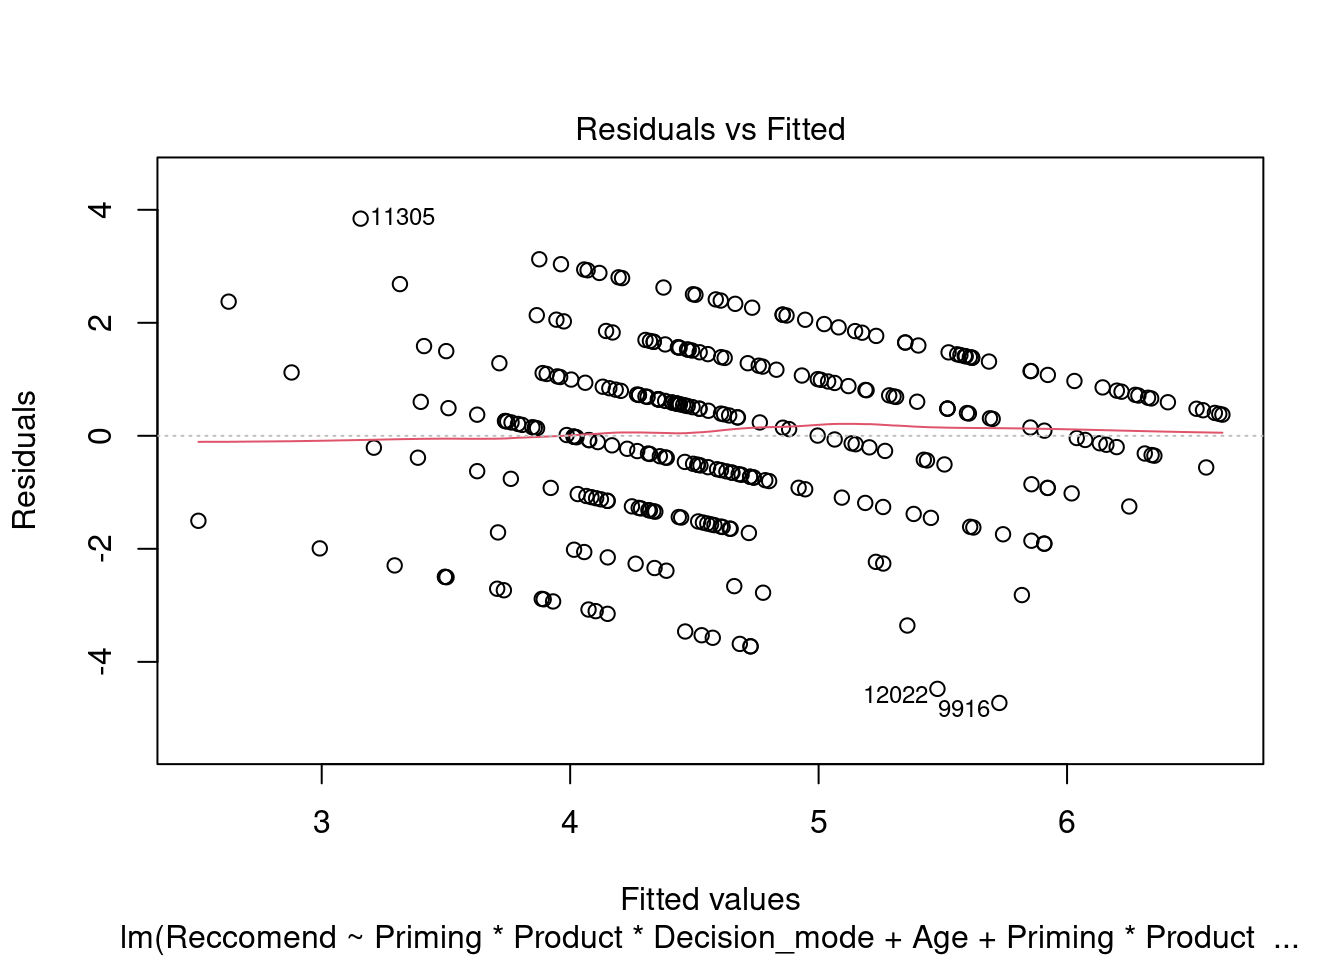 Residuals vs Fitted
Residuals
4
2
0
-2
-4
11305
12022
9916
3 4 5 6
Fitted values
lm(Reccomend ~ Priming * Product * Decision_mode + Age + Priming * Product ...